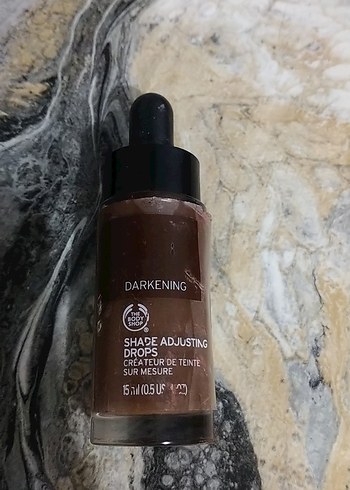 DARKENING
THE
BODY
SHOP
®
SHADE ADJUSTING
DROPS
CRÉATEUR DE TEINTE
SUR MESURE
15 ml (0.5 US